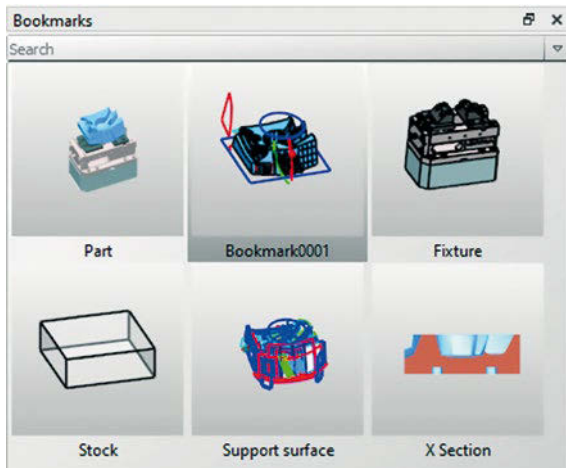 Bookmarks
Search
Part
Bookmark0001
Fixture
Stock
Support surface
X Section